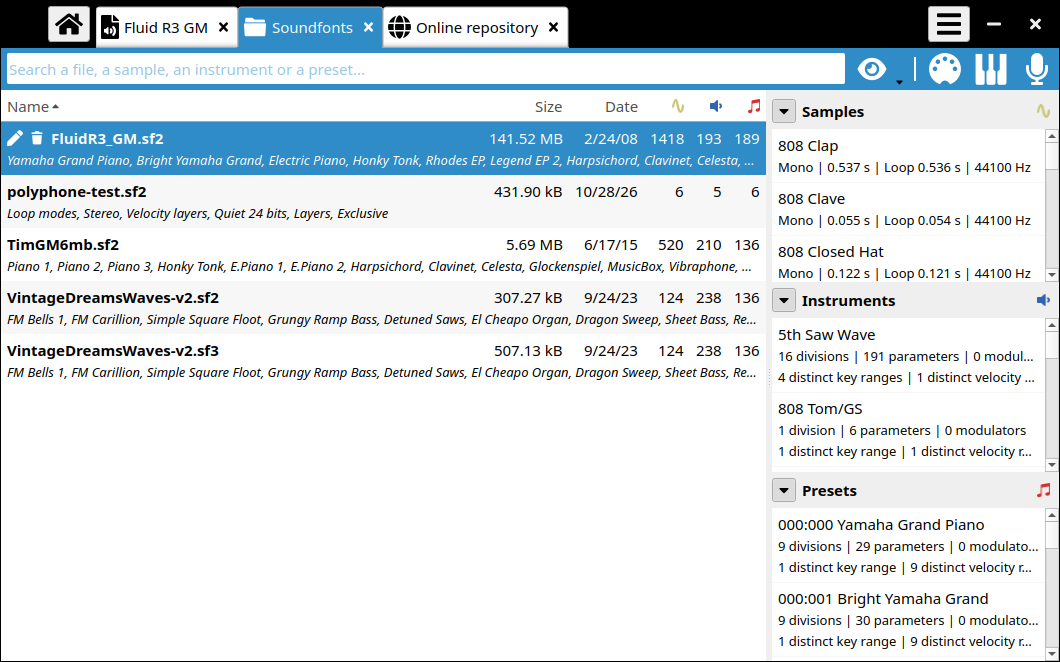 Fluid R3 GM
Soundfonts
Online repository
Search a file, a sample, an instrument or a preset...
Name Size Date
FluidR3_GM.sf2 141.52 MB 2/24/08 1418 193 189
Yamaha Grand Piano, Bright Yamaha Grand, Electric Piano, Honky Tonk, Rhodes EP, Legend EP 2, Harpsichord, Clavinet, Celesta, ...
polyphone-test.sf2 431.90 kB 10/28/26 6 5 6
Loop modes, Stereo, Velocity layers, Quiet 24 bits, Layers, Exclusive
TimGM6mb.sf2 5.69 MB 6/17/15 520 210 136
Piano 1, Piano 2, Piano 3, Honky Tonk, E.Piano 1, E.Piano 2, Harpsichord, Clavinet, Celesta, Glockenspiel, MusicBox, Vibraphone, ...
VintageDreamsWaves-v2.sf2 307.27 kB 9/24/23 124 238 136
FM Bells 1, FM Carillion, Simple Square Floot, Grungy Ramp Bass, Detuned Saws, El Cheapo Organ, Dragon Sweep, Sheet Bass, Re...
VintageDreamsWaves-v2.sf3 507.13 kB 9/24/23 124 238 136
FM Bells 1, FM Carillion, Simple Square Floot, Grungy Ramp Bass, Detuned Saws, El Cheapo Organ, Dragon Sweep, Sheet Bass, Re...
Samples
808 Clap
Mono | 0.537 s | Loop 0.536 s | 44100 Hz
808 Clave
Mono | 0.055 s | Loop 0.054 s | 44100 Hz
808 Closed Hat
Mono | 0.122 s | Loop 0.121 s | 44100 Hz
Instruments
5th Saw Wave
16 divisions | 191 parameters | 0 modul...
4 distinct key ranges | 1 distinct velocity ...
808 Tom/GS
1 division | 6 parameters | 0 modulators
1 distinct key range | 1 distinct velocity r...
Presets
000:000 Yamaha Grand Piano
9 divisions | 29 parameters | 0 modulato...
1 distinct key range | 9 distinct velocity r...
000:001 Bright Yamaha Grand
9 divisions | 30 parameters | 0 modulato...
1 distinct key range | 9 distinct velocity r...